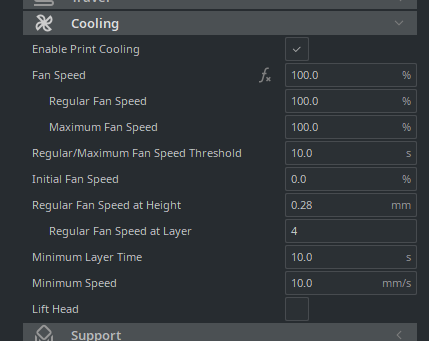 Travel
Cooling
Enable Print Cooling
Fan Speed fx 100.0 %
Regular Fan Speed 100.0 %
Maximum Fan Speed 100.0 %
Regular/Maximum Fan Speed Threshold 10.0 s
Initial Fan Speed 0.0 %
Regular Fan Speed at Height 0.28 mm
Regular Fan Speed at Layer 4
Minimum Layer Time 10.0 s
Minimum Speed 10.0 mm/s
Lift Head
Support